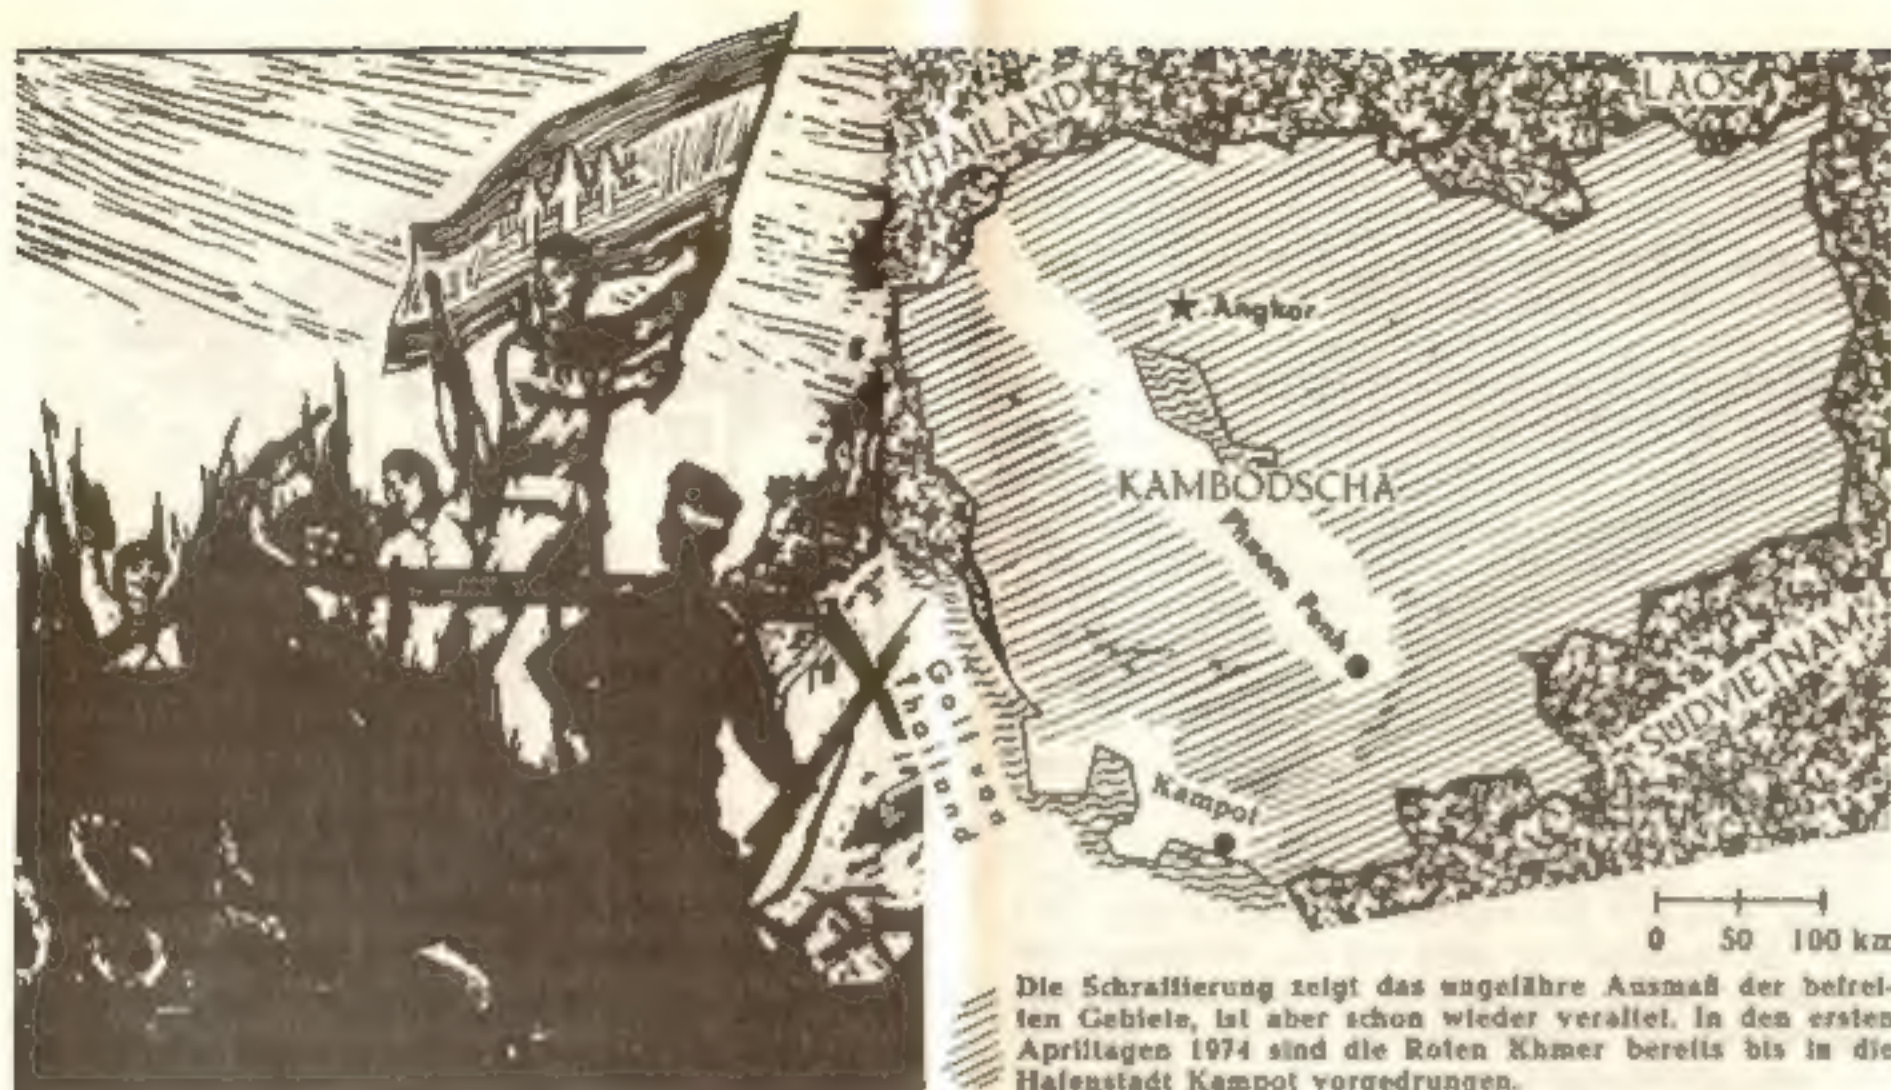 THAILAND
LAOS
Angkor
KAMBODSCHA
Phnom Penh
Golf von
Thailand
Kampot
SÜDVIETNAM
0 50 100 km
Die Schraffierung zeigt das ungefähre Ausmaß der befrei-
ten Gebiete, ist aber schon wieder veraltet. In den ersten
Apriltagen 1974 sind die Roten Khmer bereits bis in die
Hafenstadt Kampot vorgedrungen.